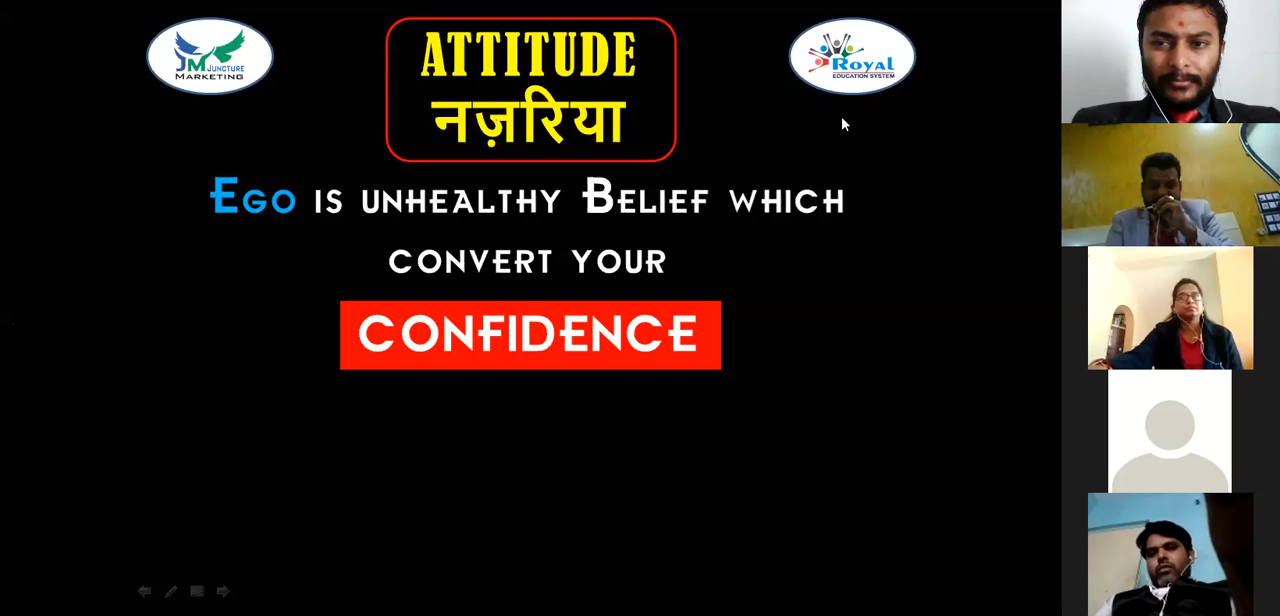 JM JUNCTURE
MARKETING
ATTITUDE
नज़रिया
Royal
EDUCATION SYSTEM
EGO IS UNHEALTHY BELIEF WHICH
CONVERT YOUR
CONFIDENCE